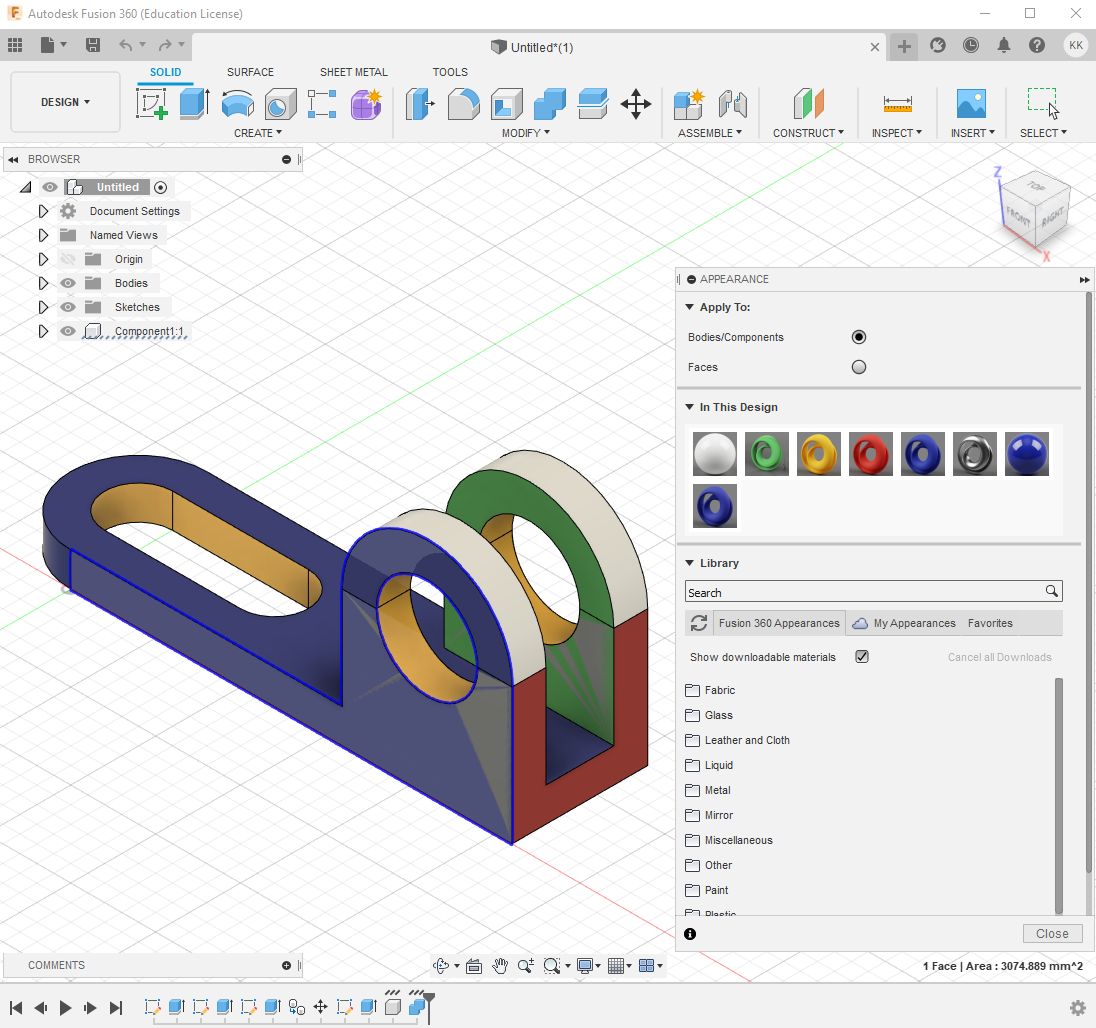 Autodesk Fusion 360 (Education License)
Untitled*(1)
KK
DESIGN
SOLID
SURFACE
SHEET METAL
TOOLS
CREATE
MODIFY
ASSEMBLE
CONSTRUCT
INSPECT
INSERT
SELECT
BROWSER
Untitled
Document Settings
Named Views
Origin
Bodies
Sketches
Component1:1
Z
TOP
FRONT
RIGHT
X
APPEARANCE
Apply To:
Bodies/Components
Faces
In This Design
Library
Search
Fusion 360 Appearances
My Appearances
Favorites
Show downloadable materials
Cancel all Downloads
Fabric
Glass
Leather and Cloth
Liquid
Metal
Mirror
Miscellaneous
Other
Paint
Plastic
Close
COMMENTS
1 Face | Area : 3074.889 mm^2